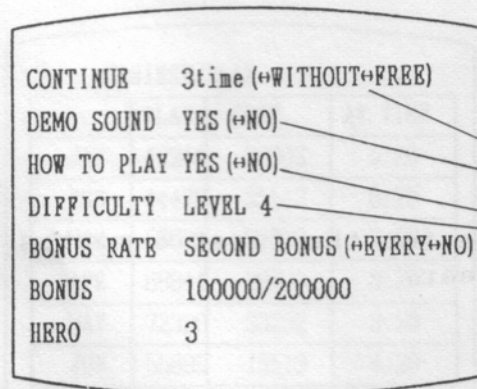 CONTINUE 3time (↔WITHOUT↔FREE)
DEMO SOUND YES (↔NO)
HOW TO PLAY YES (↔NO)
DIFFICULTY LEVEL 4
BONUS RATE SECOND BONUS (↔EVERY↔NO)
BONUS 100000/200000
HERO 3